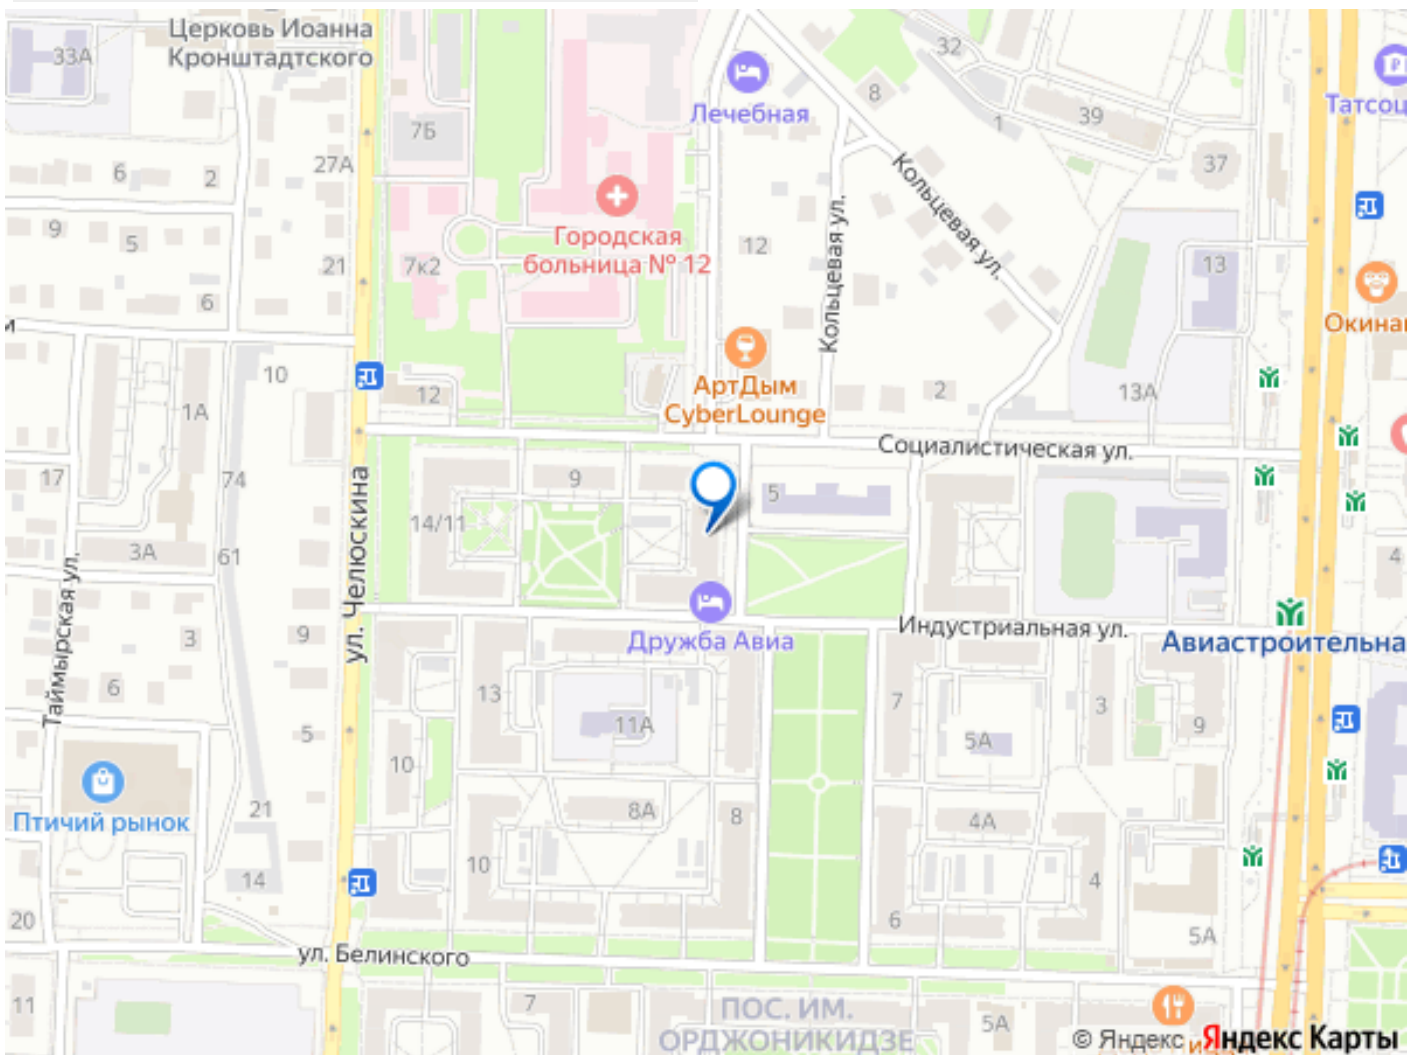 Церковь Иоанна
Кронштадтского
33А
32
Татсоц
8
Лечебная
39
1
7Б
27А
37
6
2
Кольцевая ул.
9
5
Городская
больница № 12
12
Кольцевая ул.
13
21
7к2
6
Окина
10
АртДым
CyberLounge
12
2
13А
1А
Социалистическая ул.
17
74
9
5
14/11
ул. Челюскина
3А
61
4
Таймырская ул.
Дружба Авиа
Индустриальная ул.
Авиастроительна
3
9
6
13
7
3
11А
9
5
5А
10
Птичий рынок
21
8А
8
4А
10
14
4
20
6
5А
ул. Белинского
11
7
ПОС. ИМ.
ОРДЖОНИКИДЗЕ
5А
© Яндекс Яндекс Карты